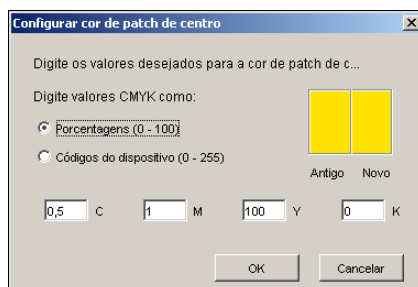 Configurar cor de patch de centro
Digite os valores desejados para a cor de patch de c...
Digite valores CMYK como:
Porcentagens (0 - 100)
Códigos do dispositivo (0 - 255)
Antigo Novo
0,5 C 1 M 100 Y 0 K
OK Cancelar